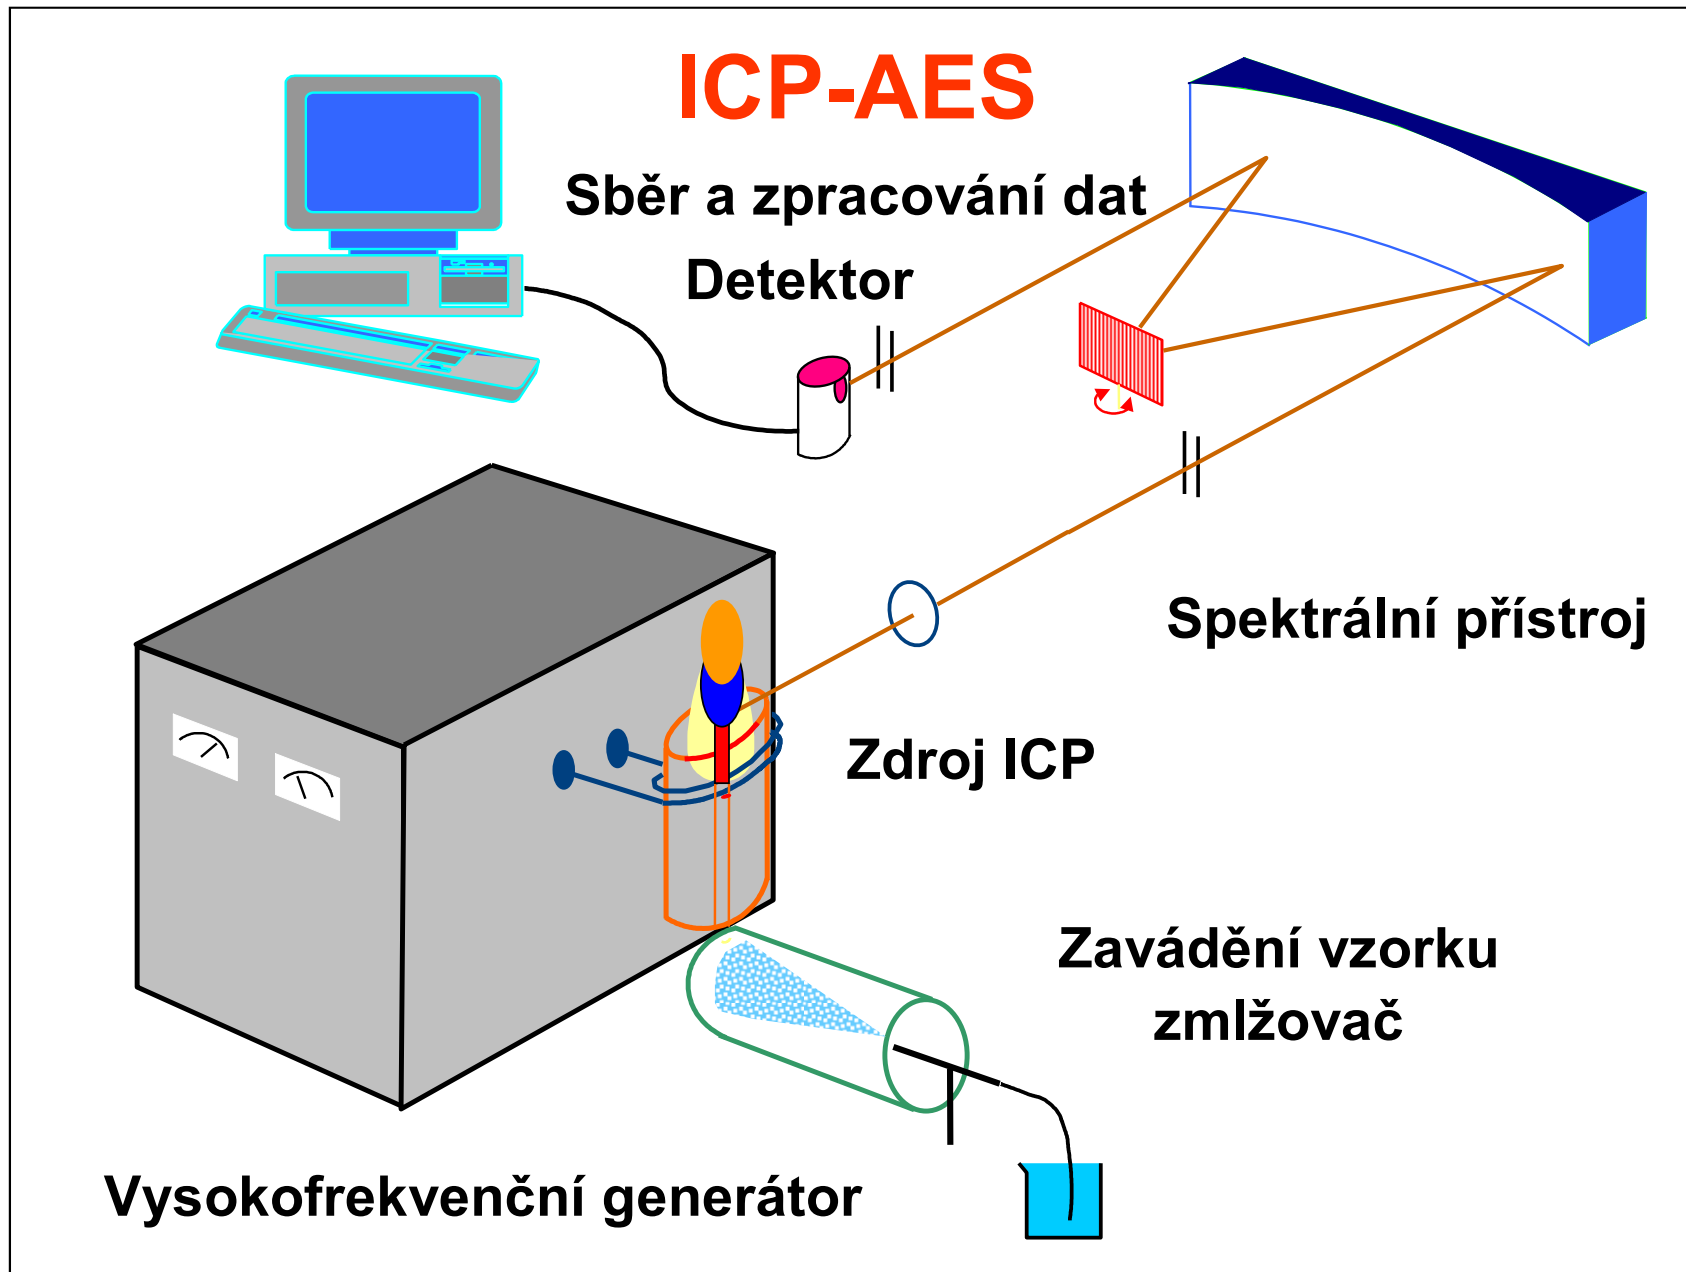 ICP-AES
Sběr a zpracování dat
Detektor
Spektrální přístroj
Zdroj ICP
Zavádění vzorku
zmlžovač
Vysokofrekvenční generátor